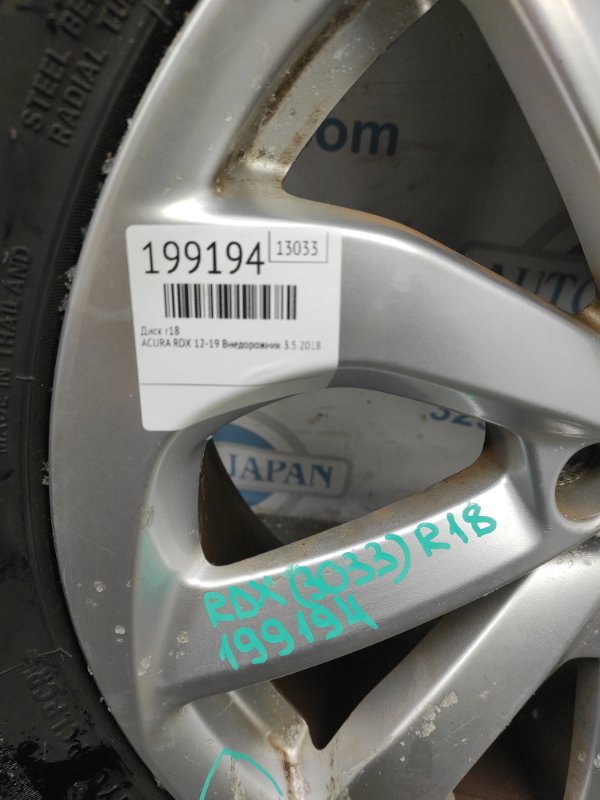 STEEL BE
RADIAL TU
om
199194
13033
Диск r18
ACURA RDX 12-19 Внедорожник 3.5 2018
AUTO
MADE IN THAILAND
JAPAN
RDX (3033) R18
199194